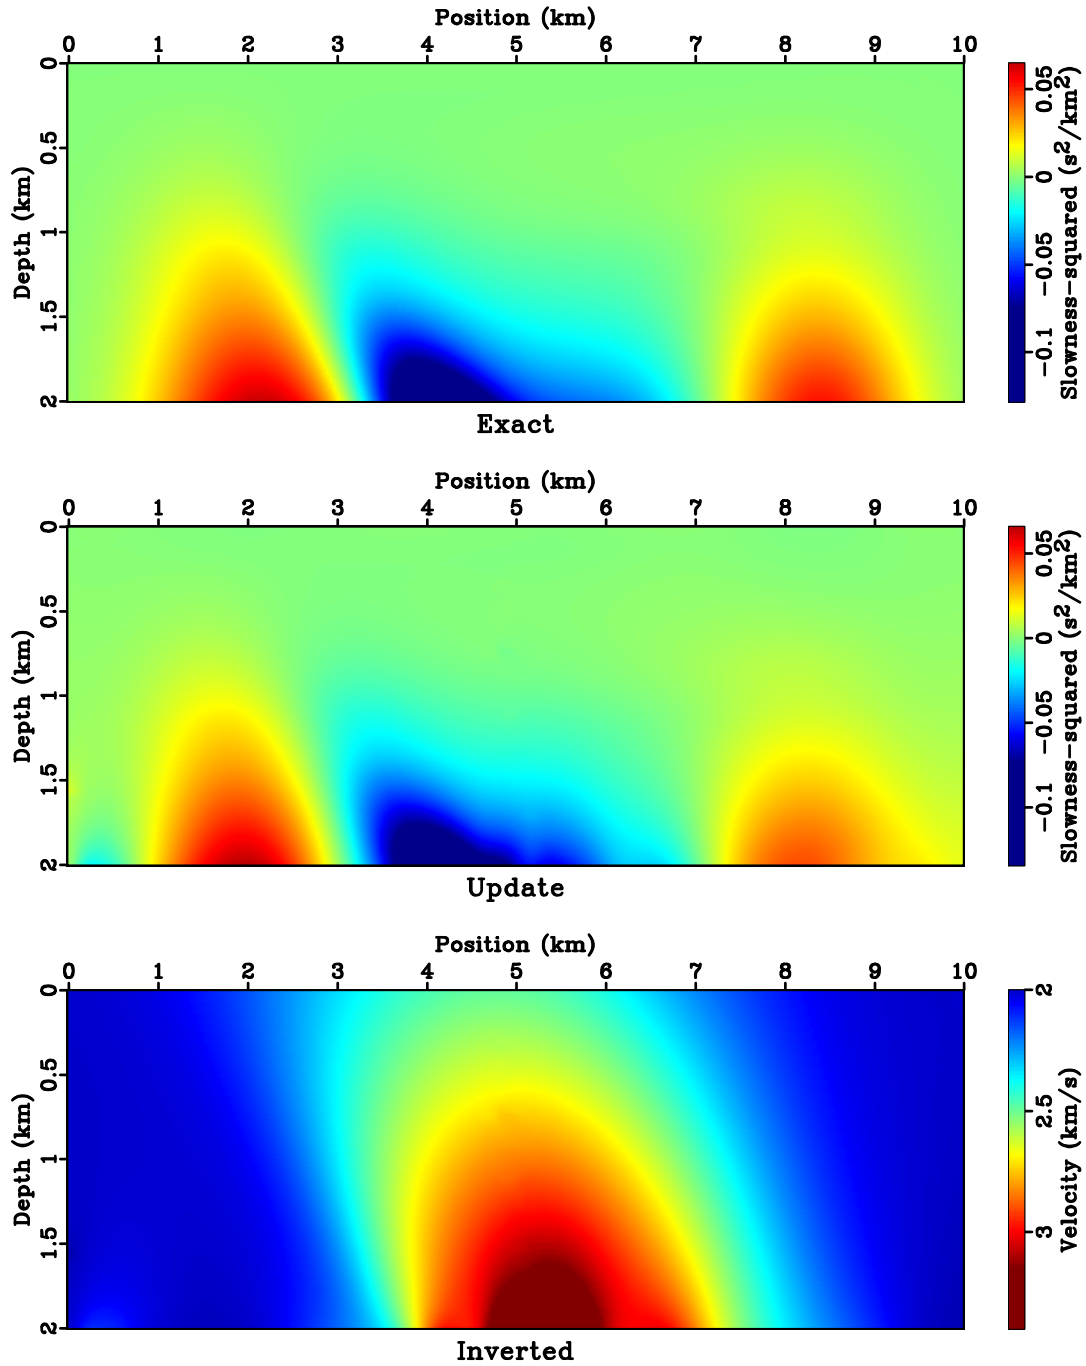 Position (km)
0 1 2 3 4 5 6 7 8 9 10
0 0.5 1 1.5 2
Depth (km)
0.05 0 −0.05 −0.1
Slowness−squared (s²/km²)
Exact
Position (km)
0 1 2 3 4 5 6 7 8 9 10
0 0.5 1 1.5 2
Depth (km)
0.05 0 −0.05 −0.1
Slowness−squared (s²/km²)
Update
Position (km)
0 1 2 3 4 5 6 7 8 9 10
0 0.5 1 1.5 2
Depth (km)
2 2.5 3
Velocity (km/s)
Inverted